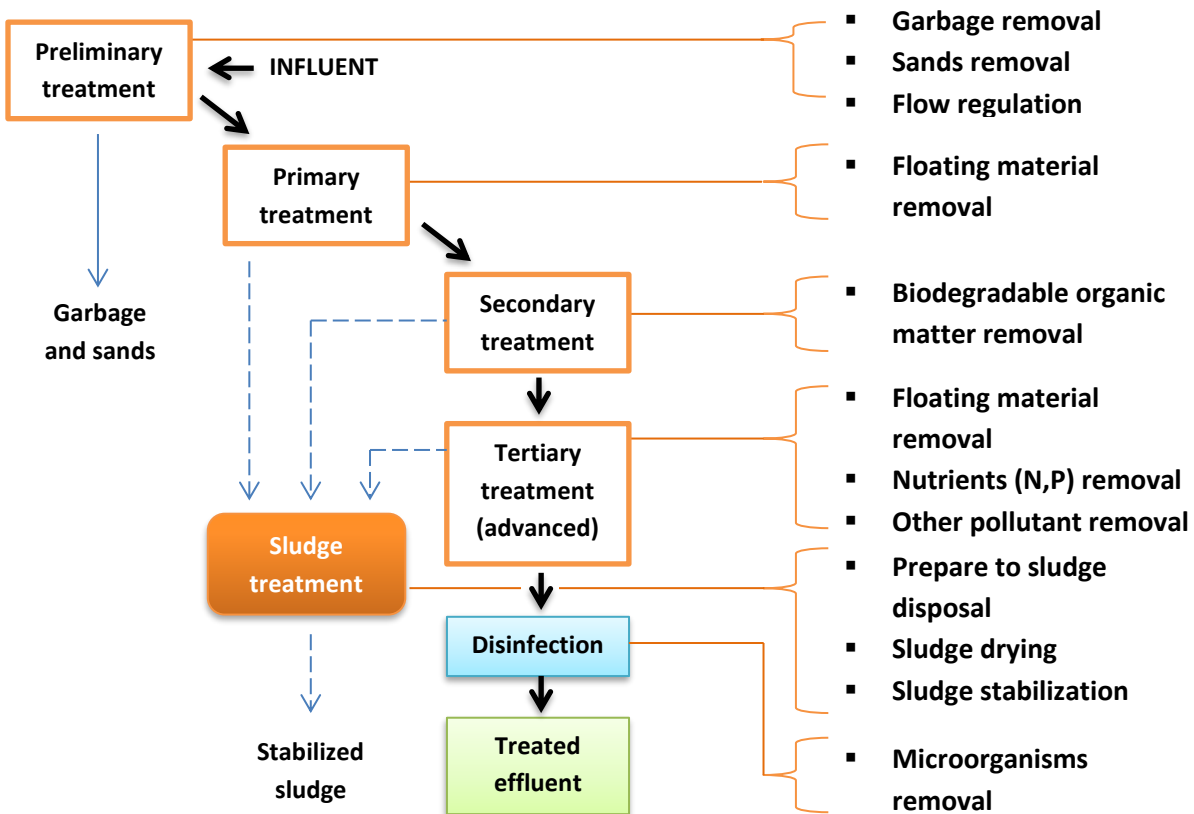 Preliminary
treatment
INFLUENT
▪ Garbage removal
▪ Sands removal
▪ Flow regulation
Primary
treatment
▪ Floating material
removal
Garbage
and sands
Secondary
treatment
▪ Biodegradable organic
matter removal
Tertiary
treatment
(advanced)
▪ Floating material
removal
▪ Nutrients (N,P) removal
▪ Other pollutant removal
Sludge
treatment
▪ Prepare to sludge
disposal
▪ Sludge drying
▪ Sludge stabilization
Disinfection
▪ Microorganisms
removal
Stabilized
sludge
Treated
effluent